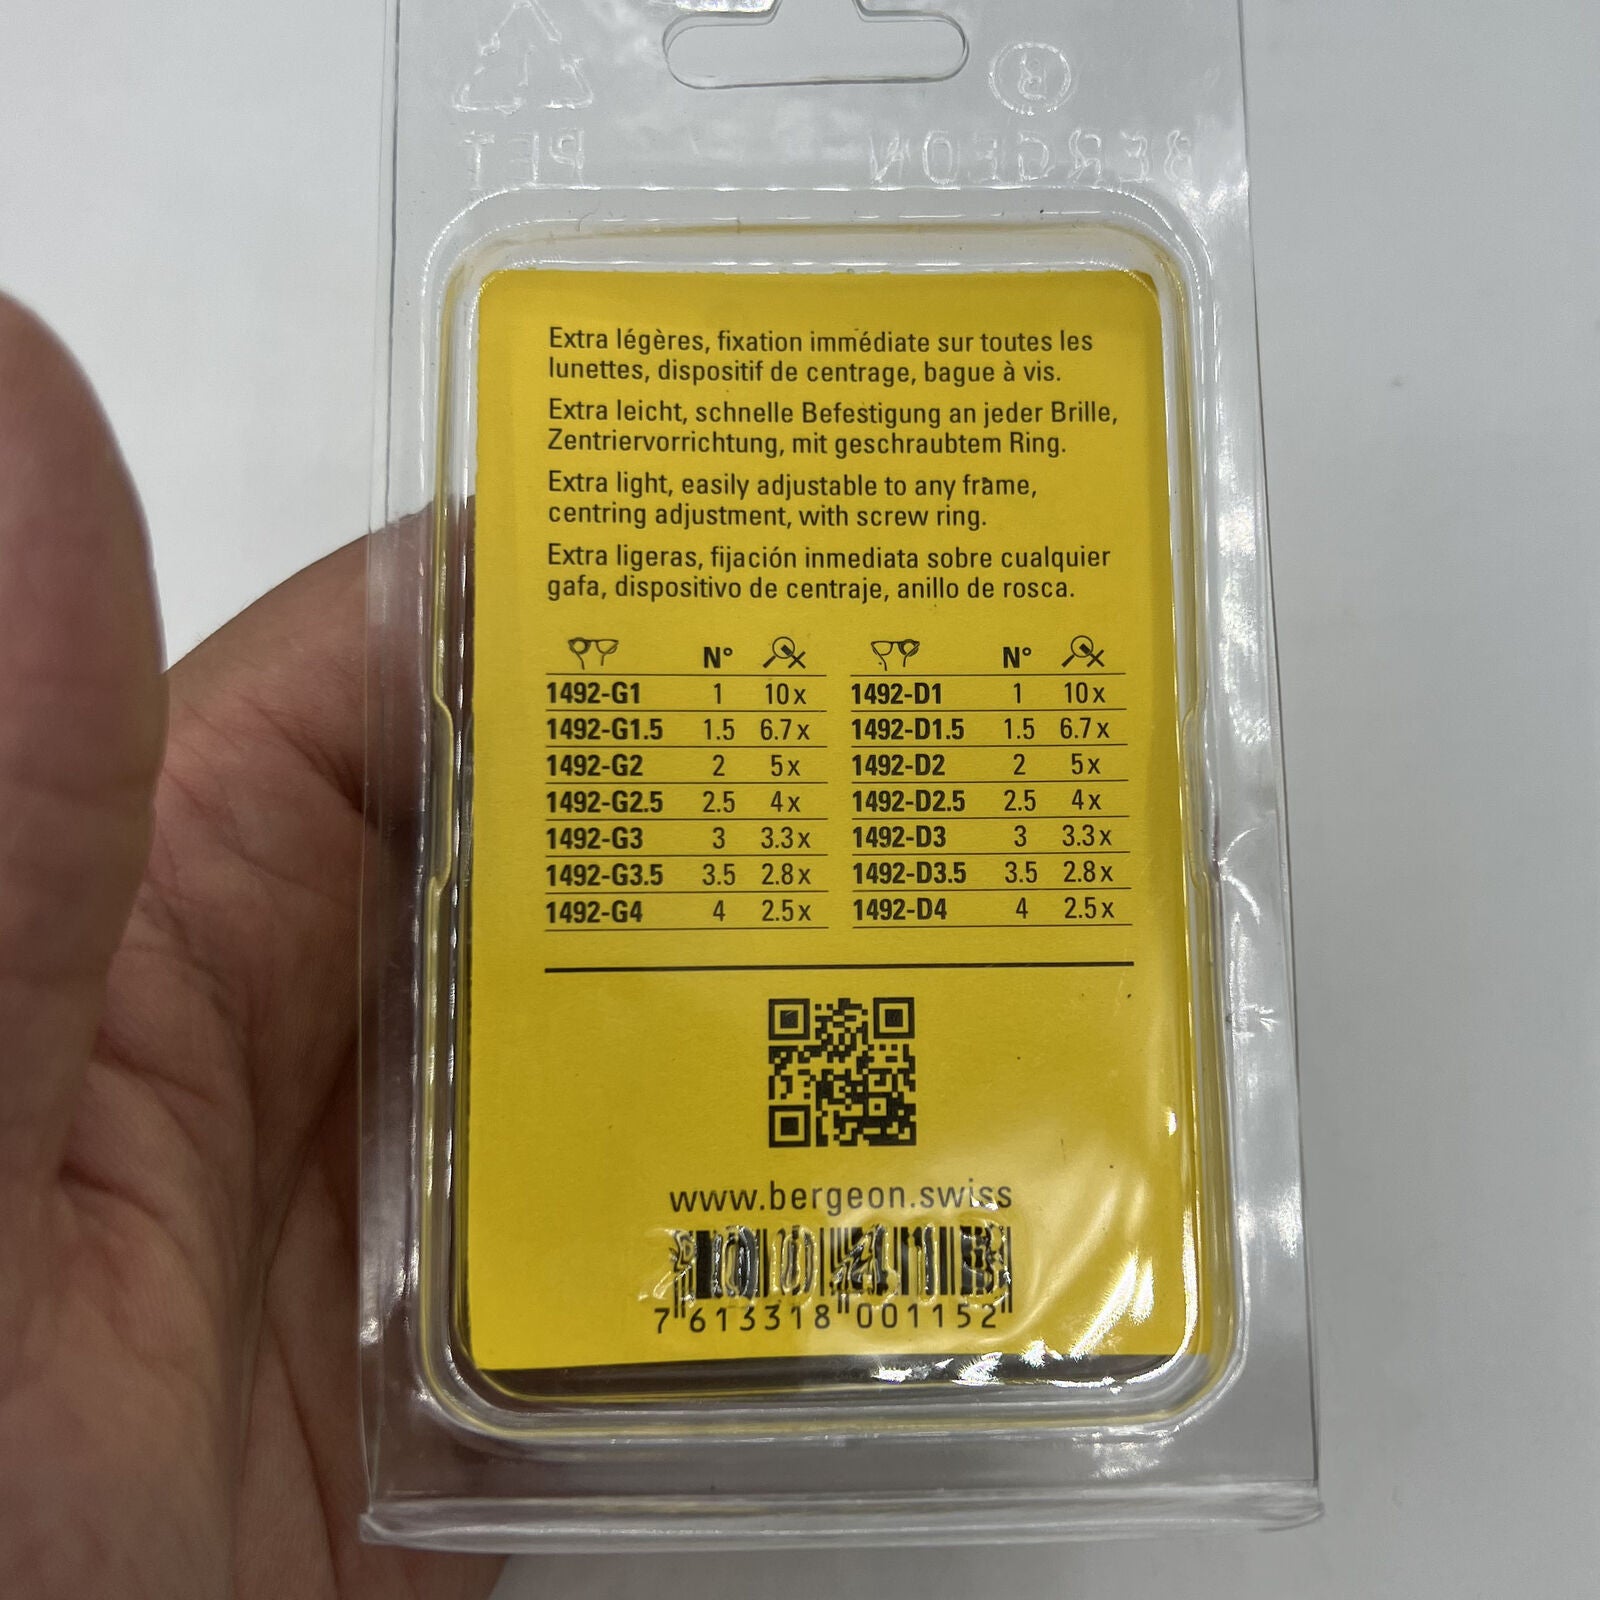 PET BERGEON
Extra légères, fixation immédiate sur toutes les
lunettes, dispositif de centrage, bague à vis.
Extra leicht, schnelle Befestigung an jeder Brille,
Zentriervorrichtung, mit geschraubtem Ring.
Extra light, easily adjustable to any frame,
centring adjustment, with screw ring.
Extra ligeras, fijación inmediata sobre cualquier
gafa, dispositivo de centraje, anillo de rosca.
N° N°
1492-G1 1 10x 1492-D1 1 10x
1492-G1.5 1.5 6.7x 1492-D1.5 1.5 6.7x
1492-G2 2 5x 1492-D2 2 5x
1492-G2.5 2.5 4x 1492-D2.5 2.5 4x
1492-G3 3 3.3x 1492-D3 3 3.3x
1492-G3.5 3.5 2.8x 1492-D3.5 3.5 2.8x
1492-G4 4 2.5x 1492-D4 4 2.5x
www.bergeon.swiss
7 613318 001152